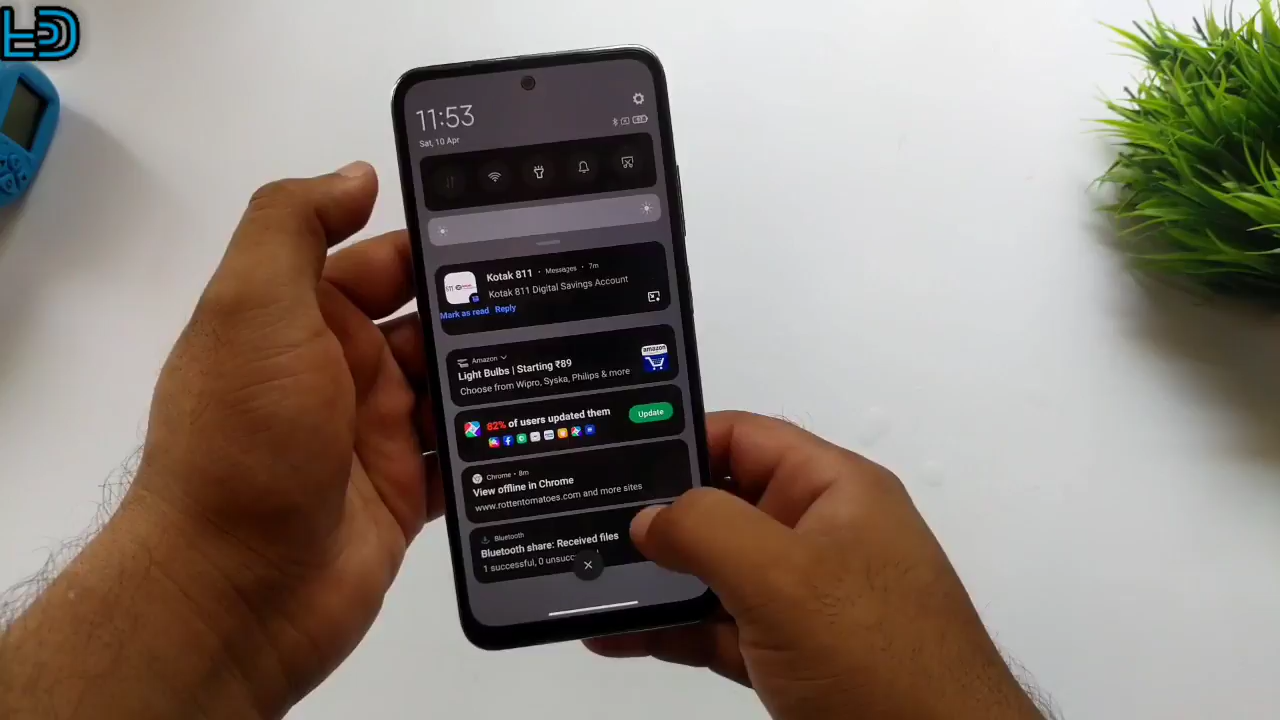 11:53
Sat, 10 Apr
Kotak 811 • Messages • 7m
Kotak 811 Digital Savings Account
Mark as read Reply
Amazon
Light Bulbs | Starting ₹89
Choose from Wipro, Syska, Philips & more
amazon
82% of users updated them
Update
Chrome • 8m
View offline in Chrome
www.rottentomatoes.com and more sites
Bluetooth
Bluetooth share: Received files
1 successful, 0 unsucc